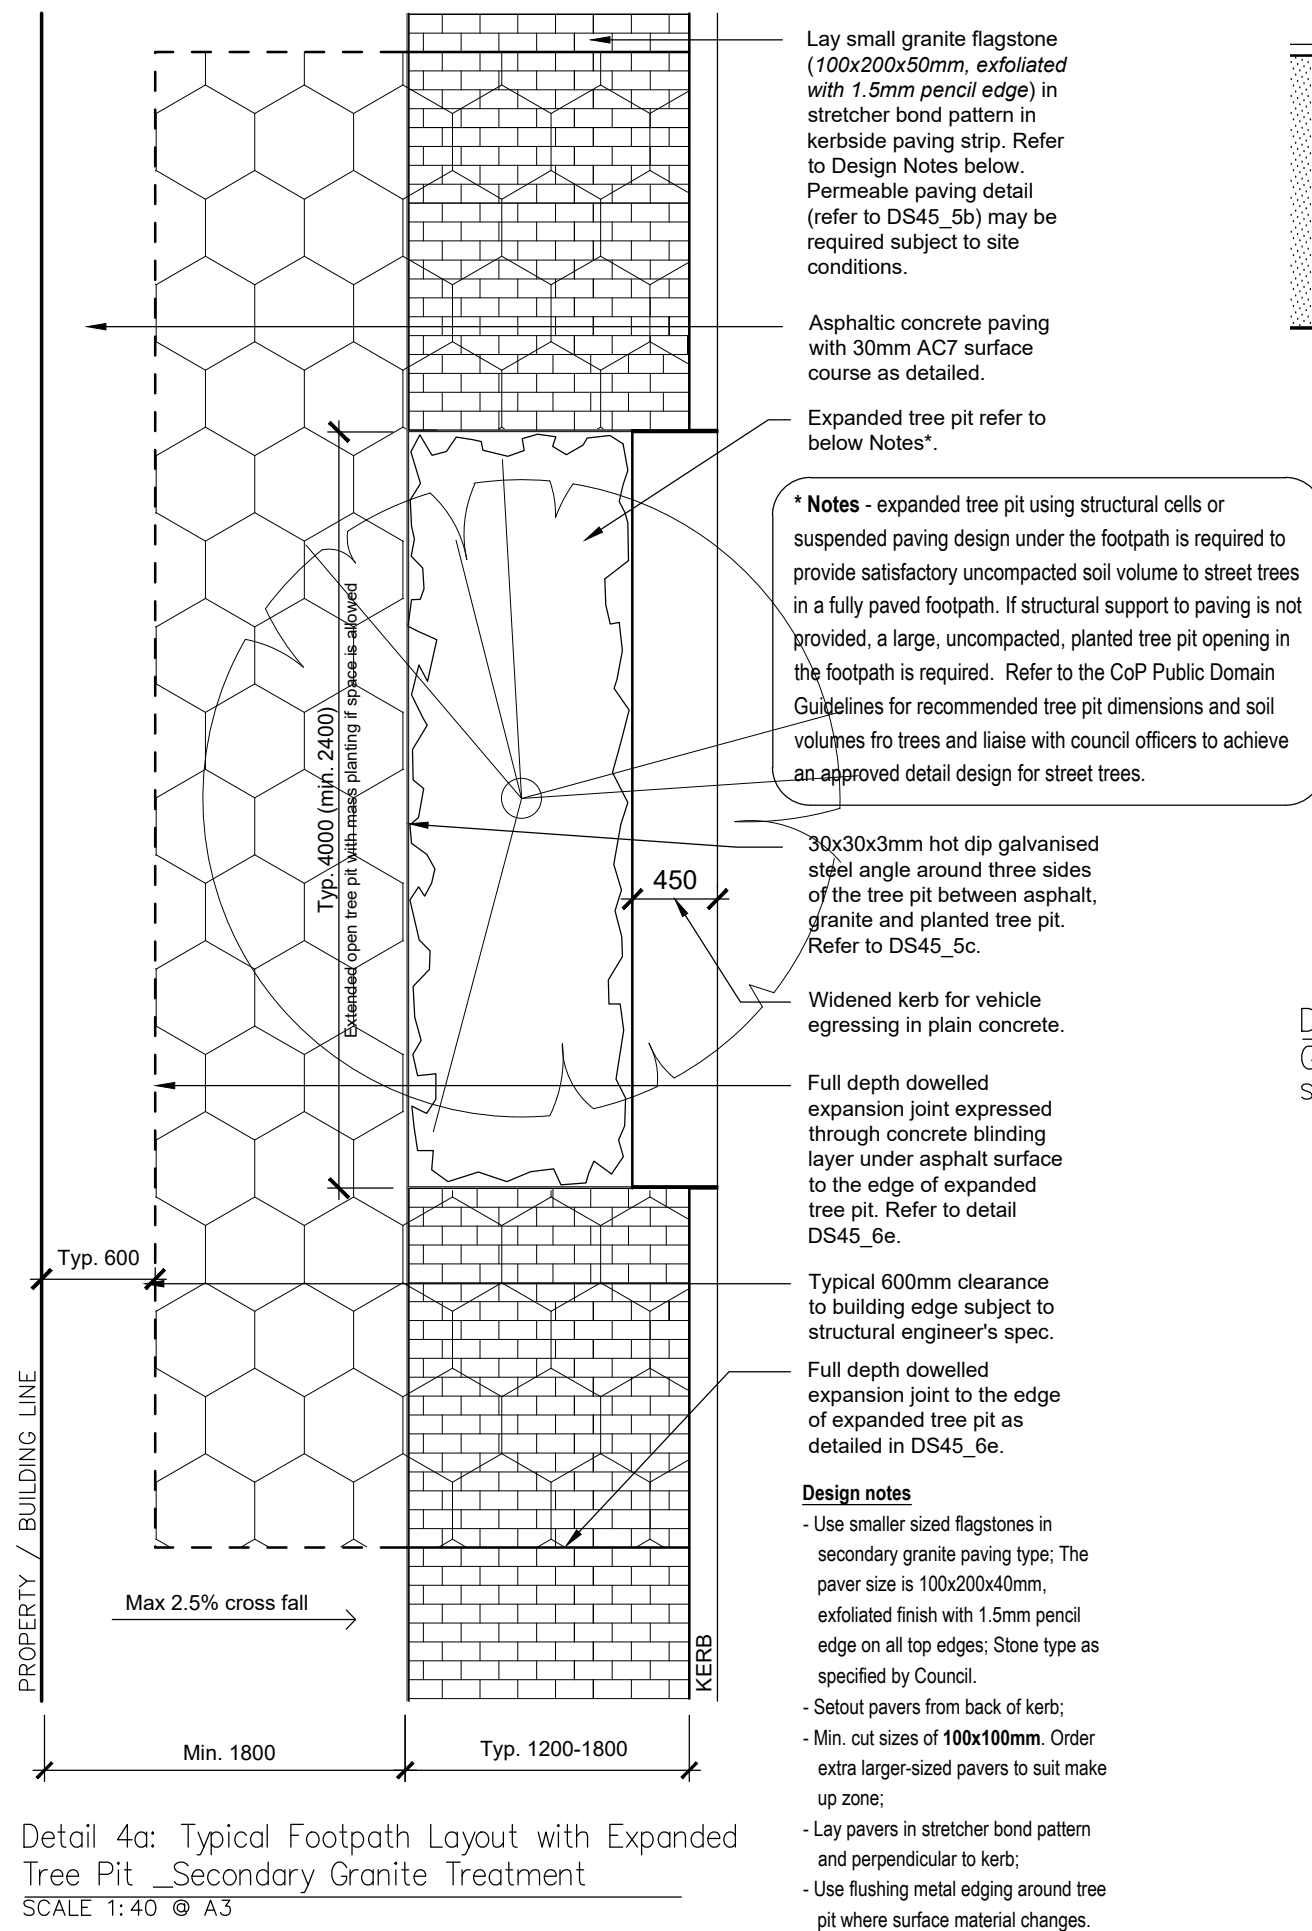 Lay small granite flagstone
(100x200x50mm, exfoliated
with 1.5mm pencil edge) in
stretcher bond pattern in
kerbside paving strip. Refer
to Design Notes below.
Permeable paving detail
(refer to DS45_5b) may be
required subject to site
conditions.
Asphaltic concrete paving
with 30mm AC7 surface
course as detailed.
Expanded tree pit refer to
below Notes*.
* Notes - expanded tree pit using structural cells or
suspended paving design under the footpath is required to
provide satisfactory uncompacted soil volume to street trees
in a fully paved footpath. If structural support to paving is not
provided, a large, uncompacted, planted tree pit opening in
the footpath is required. Refer to the CoP Public Domain
Guidelines for recommended tree pit dimensions and soil
volumes fro trees and liaise with council officers to achieve
an approved detail design for street trees.
Typ. 4000 (min. 2400)
Extended open tree pit with mass planting if space is allowed
450
30x30x3mm hot dip galvanised
steel angle around three sides
of the tree pit between asphalt,
granite and planted tree pit.
Refer to DS45_5c.
Widened kerb for vehicle
egressing in plain concrete.
Full depth dowelled
expansion joint expressed
through concrete blinding
layer under asphalt surface
to the edge of expanded
tree pit. Refer to detail
DS45_6e.
Typ. 600
Typical 600mm clearance
to building edge subject to
structural engineer's spec.
Full depth dowelled
expansion joint to the edge
of expanded tree pit as
detailed in DS45_6e.
PROPERTY / BUILDING LINE
Max 2.5% cross fall
KERB
Min. 1800
Typ. 1200-1800
Design notes
- Use smaller sized flagstones in
secondary granite paving type; The
paver size is 100x200x40mm,
exfoliated finish with 1.5mm pencil
edge on all top edges; Stone type as
specified by Council.
- Setout pavers from back of kerb;
- Min. cut sizes of 100x100mm. Order
extra larger-sized pavers to suit make
up zone;
- Lay pavers in stretcher bond pattern
and perpendicular to kerb;
- Use flushing metal edging around tree
pit where surface material changes.
Detail 4a: Typical Footpath Layout with Expanded
Tree Pit _Secondary Granite Treatment
SCALE 1:40 @ A3